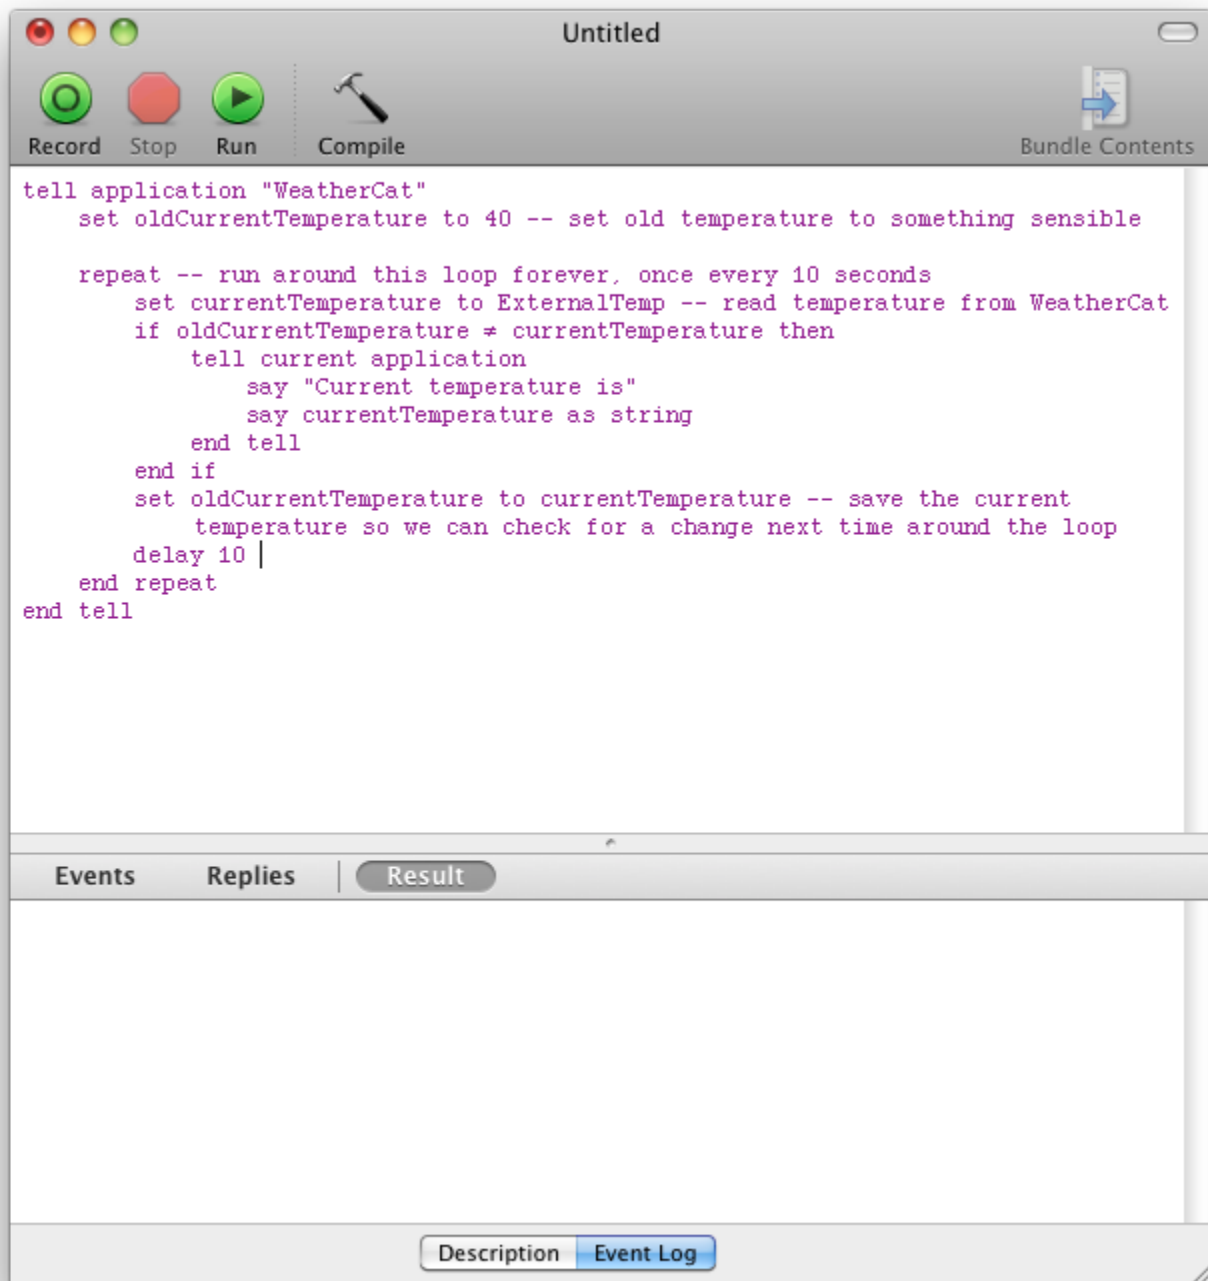 Untitled
Record Stop Run Compile Bundle Contents
tell application "WeatherCat"
set oldCurrentTemperature to 40 -- set old temperature to something sensible
repeat -- run around this loop forever, once every 10 seconds
set currentTemperature to ExternalTemp -- read temperature from WeatherCat
if oldCurrentTemperature ≠ currentTemperature then
tell current application
say "Current temperature is"
say currentTemperature as string
end tell
end if
set oldCurrentTemperature to currentTemperature -- save the current
temperature so we can check for a change next time around the loop
delay 10
end repeat
end tell
Events Replies Result
Description Event Log